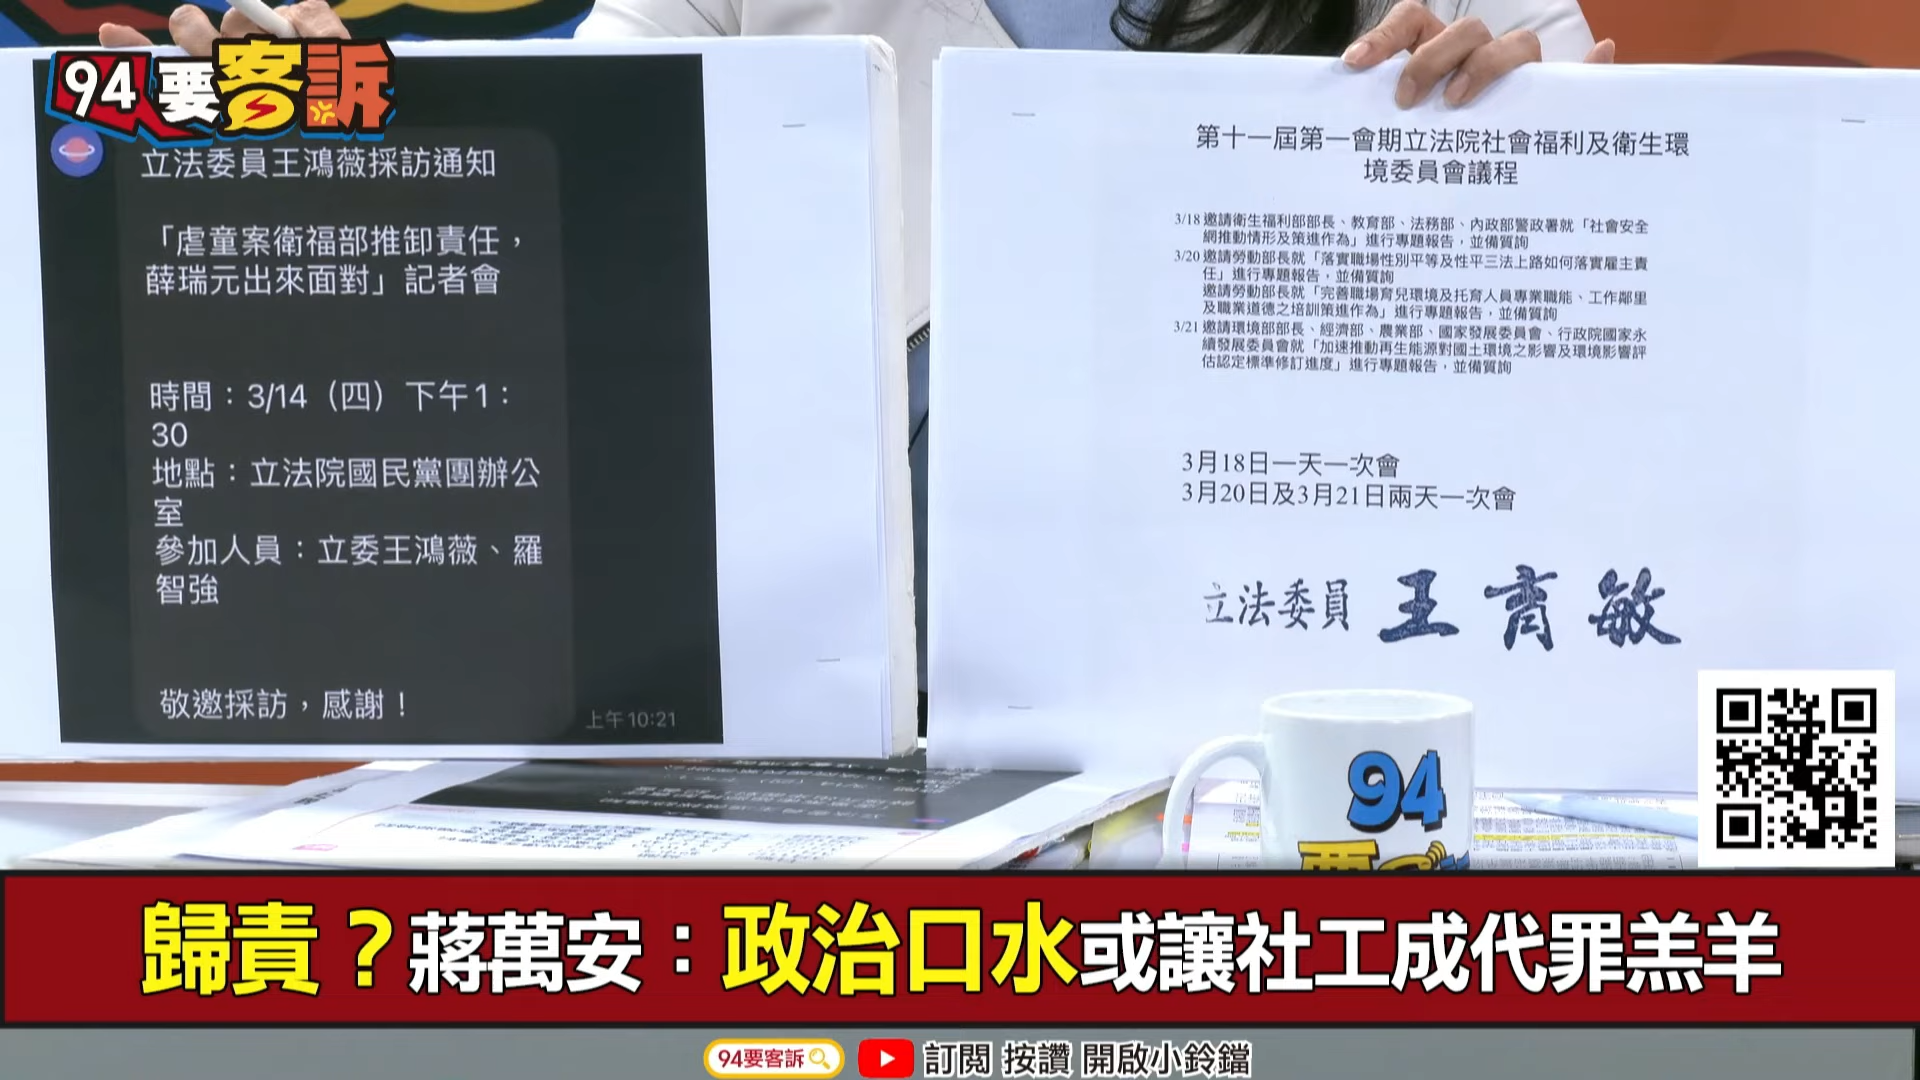 94要客訴
立法委員王鴻薇採訪通知
「虐童案衛福部推卸責任，
薛瑞元出來面對」記者會
時間：3/14（四）下午1：
30
地點：立法院國民黨團辦公
室
參加人員：立委王鴻薇、羅
智強
敬邀採訪，感謝！
上午10:21
第十一屆第一會期立法院社會福利及衛生環
境委員會議程
3/18 邀請衛生福利部部長、教育部、法務部、內政部警政署就「社會安全
網推動情形及策進作為」進行專題報告，並備質詢
3/20 邀請勞動部長就「落實職場性別平等及性平三法上路如何落實雇主責
任」進行專題報告，並備質詢
邀請勞動部長就「完善職場育兒環境及托育人員專業職能、工作鄰里
及職業道德之培訓策進作為」進行專題報告，並備質詢
3/21 邀請環境部部長、經濟部、農業部、國家發展委員會、行政院國家永
續發展委員會就「加速推動再生能源對國土環境之影響及環境影響評
估認定標準修訂進度」進行專題報告，並備質詢
3月18日一天一次會
3月20日及3月21日兩天一次會
立法委員 王育敏
94
要
歸責？蔣萬安：政治口水或讓社工成代罪羔羊
94要客訴
訂閱 按讚 開啟小鈴鐺